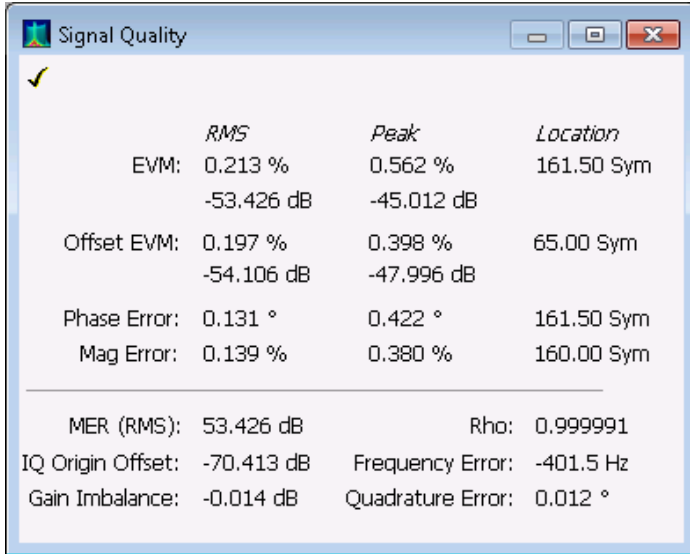 Signal Quality
RMS Peak Location
EVM: 0.213 % 0.562 % 161.50 Sym
-53.426 dB -45.012 dB
Offset EVM: 0.197 % 0.398 % 65.00 Sym
-54.106 dB -47.996 dB
Phase Error: 0.131 ° 0.422 ° 161.50 Sym
Mag Error: 0.139 % 0.380 % 160.00 Sym
MER (RMS): 53.426 dB Rho: 0.999991
IQ Origin Offset: -70.413 dB Frequency Error: -401.5 Hz
Gain Imbalance: -0.014 dB Quadrature Error: 0.012 °